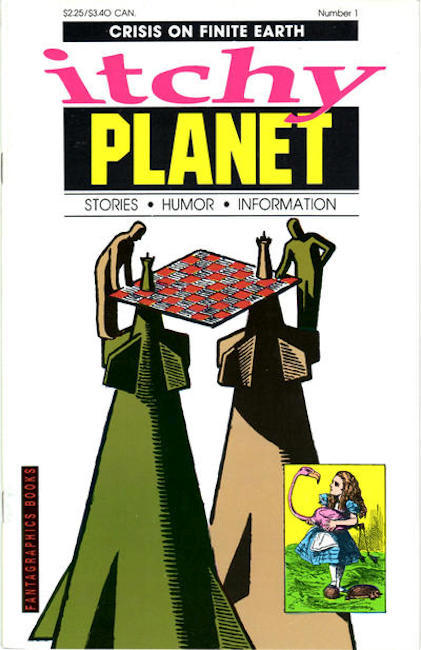 $2.25/$3.40 CAN.
Number 1
CRISIS ON FINITE EARTH
itchy
PLANET
STORIES • HUMOR • INFORMATION
FANTAGRAPHICS BOOKS